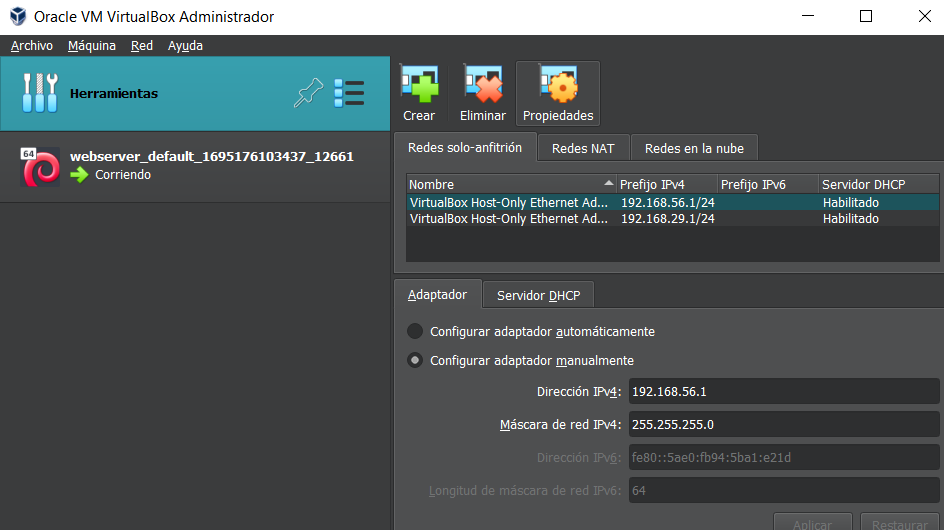 Oracle VM VirtualBox Administrador
Archivo Máquina Red Ayuda
Herramientas
64
webserver_default_1695176103437_12661
Corriendo
Crear Eliminar Propiedades
Redes solo-anfitrión Redes NAT Redes en la nube
Nombre Prefijo IPv4 Prefijo IPv6 Servidor DHCP
VirtualBox Host-Only Ethernet Ad... 192.168.56.1/24 Habilitado
VirtualBox Host-Only Ethernet Ad... 192.168.29.1/24 Habilitado
Adaptador Servidor DHCP
Configurar adaptador automáticamente
Configurar adaptador manualmente
Dirección IPv4: 192.168.56.1
Máscara de red IPv4: 255.255.255.0
Dirección IPv6: fe80::5ae0:fb94:5ba1:e21d
Longitud de máscara de red IPv6: 64
Aplicar Restaurar